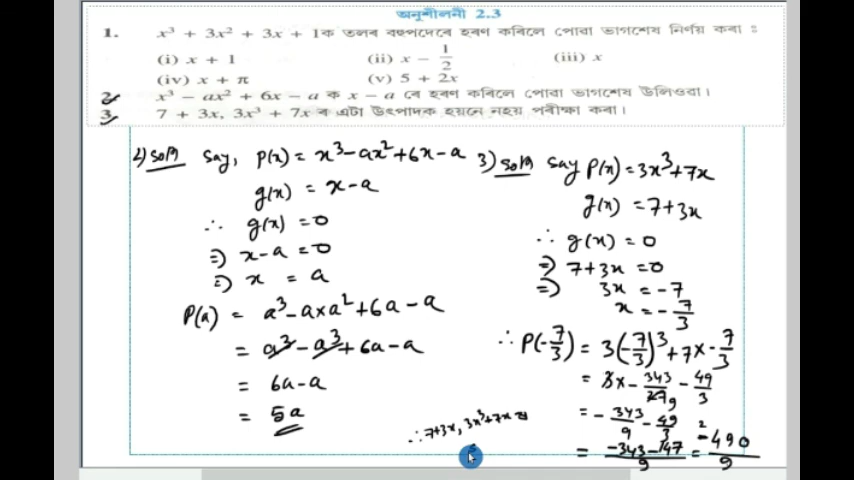 অনুশীলনী 2.3
1. x³ + 3x² + 3x + 1ক তলৰ বহুপদেৰে হৰণ কৰিলে পোৱা ভাগশেষ নিৰ্ণয় কৰা :
(i) x + 1 (ii) x − 1/2 (iii) x
(iv) x + π (v) 5 + 2x
2. x³ − ax² + 6x − a ক x − a ৰে হৰণ কৰিলে পোৱা ভাগশেষ উলিওৱা।
3. 7 + 3x, 3x³ + 7x ৰ এটা উৎপাদক হয়নে নহয় পৰীক্ষা কৰা।
2) solⁿ say, p(x) = x³ − ax² + 6x − a
g(x) = x − a
∴ g(x) = 0
⇒ x − a = 0
⇒ x = a
P(a) = a³ − a × a² + 6a − a
= a³ − a³ + 6a − a
= 6a − a
= 5a
3) solⁿ say P(x) = 3x³ + 7x
g(x) = 7 + 3x
∴ g(x) = 0
⇒ 7 + 3x = 0
⇒ 3x = −7
x = −7/3
∴ P(−7/3) = 3(−7/3)³ + 7 × −7/3
= 3 × −343/27 9 − 49/3
= −343/9 − 49/3
= −343 − 147/9 = −490/9
∴ 7+3x, 3x³+7x ৰ